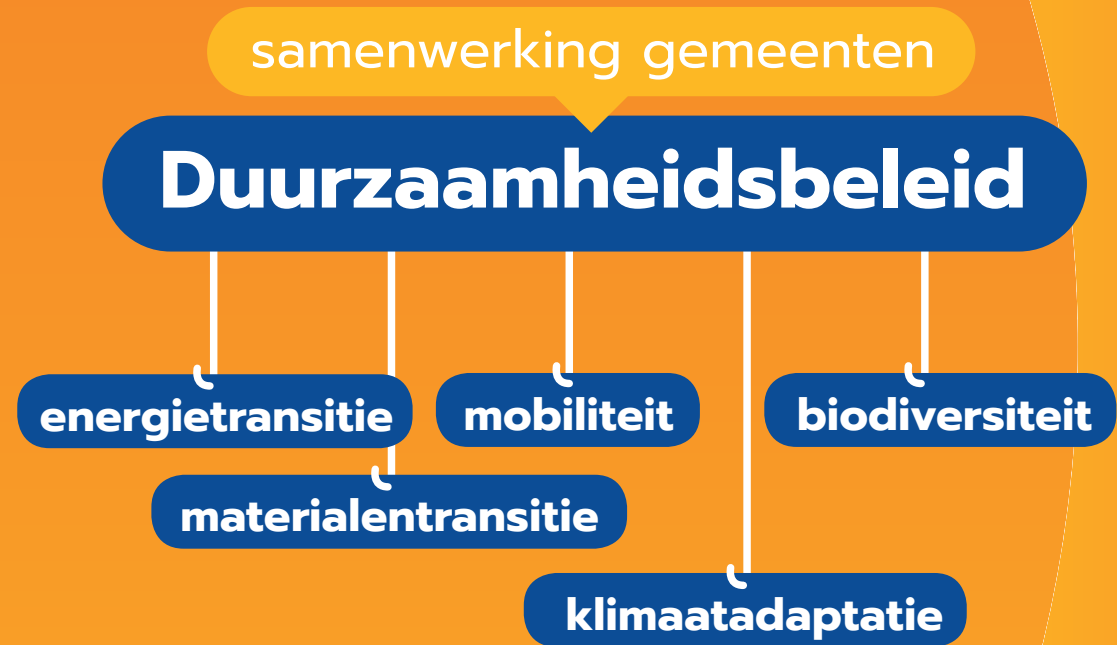 samenwerking gemeenten
Duurzaamheidsbeleid
energietransitie
mobiliteit
biodiversiteit
materialentransitie
klimaatadaptatie